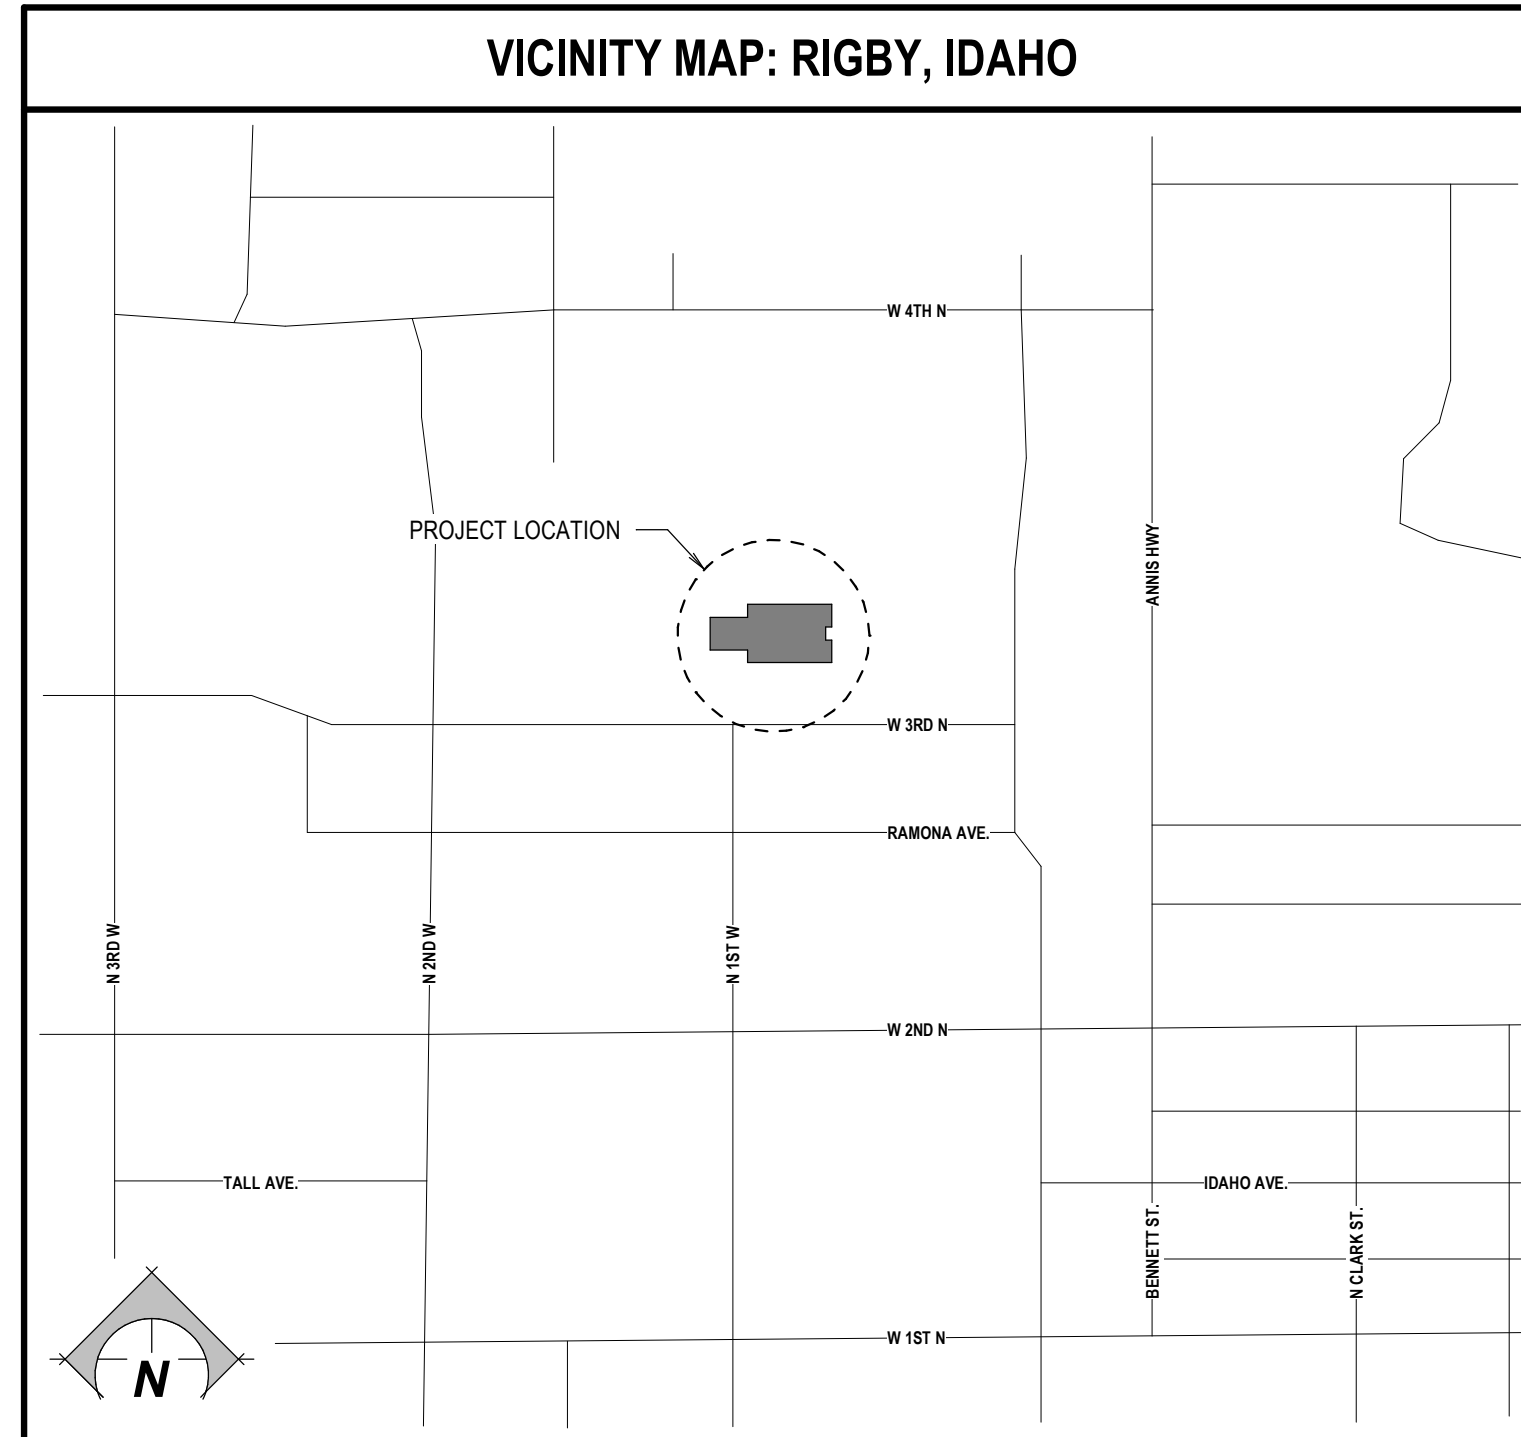 VICINITY MAP: RIGBY, IDAHO
W 4TH N
PROJECT LOCATION
ANNIS HWY
W 3RD N
RAMONA AVE.
N 3RD W
N 2ND W
N 1ST W
W 2ND N
TALL AVE.
IDAHO AVE.
BENNETT ST.
N CLARK ST.
W 1ST N
N